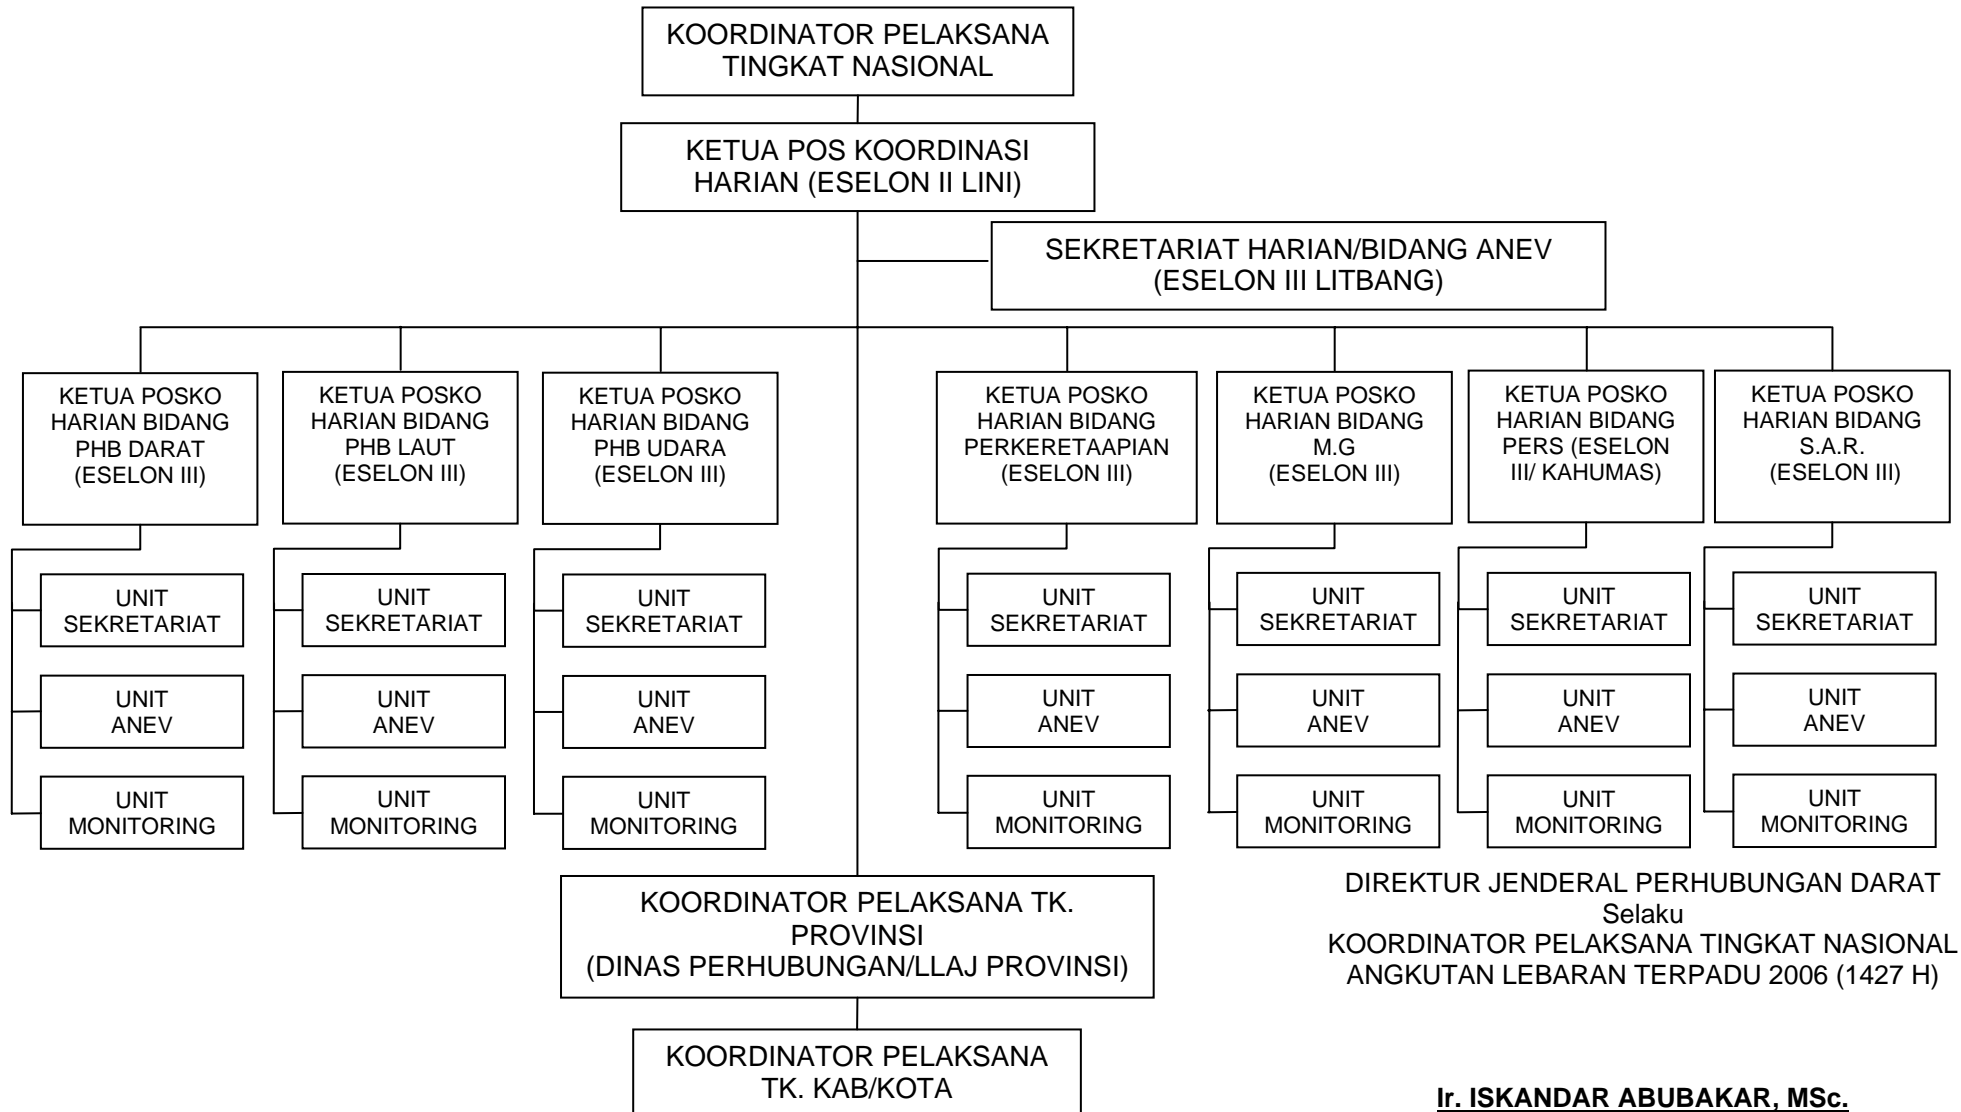 KOORDINATOR PELAKSANA
TINGKAT NASIONAL
KETUA POS KOORDINASI
HARIAN (ESELON II LINI)
SEKRETARIAT HARIAN/BIDANG ANEV
(ESELON III LITBANG)
KETUA POSKO
HARIAN BIDANG
PHB DARAT
(ESELON III)
KETUA POSKO
HARIAN BIDANG
PHB LAUT
(ESELON III)
KETUA POSKO
HARIAN BIDANG
PHB UDARA
(ESELON III)
KETUA POSKO
HARIAN BIDANG
PERKERETAAPIAN
(ESELON III)
KETUA POSKO
HARIAN BIDANG
M.G
(ESELON III)
KETUA POSKO
HARIAN BIDANG
PERS (ESELON
III/ KAHUMAS)
KETUA POSKO
HARIAN BIDANG
S.A.R.
(ESELON III)
UNIT
SEKRETARIAT
UNIT
SEKRETARIAT
UNIT
SEKRETARIAT
UNIT
SEKRETARIAT
UNIT
SEKRETARIAT
UNIT
SEKRETARIAT
UNIT
SEKRETARIAT
UNIT
ANEV
UNIT
ANEV
UNIT
ANEV
UNIT
ANEV
UNIT
ANEV
UNIT
ANEV
UNIT
ANEV
UNIT
MONITORING
UNIT
MONITORING
UNIT
MONITORING
UNIT
MONITORING
UNIT
MONITORING
UNIT
MONITORING
UNIT
MONITORING
KOORDINATOR PELAKSANA TK.
PROVINSI
(DINAS PERHUBUNGAN/LLAJ PROVINSI)
KOORDINATOR PELAKSANA
TK. KAB/KOTA
DIREKTUR JENDERAL PERHUBUNGAN DARAT
Selaku
KOORDINATOR PELAKSANA TINGKAT NASIONAL
ANGKUTAN LEBARAN TERPADU 2006 (1427 H)
Ir. ISKANDAR ABUBAKAR, MSc.